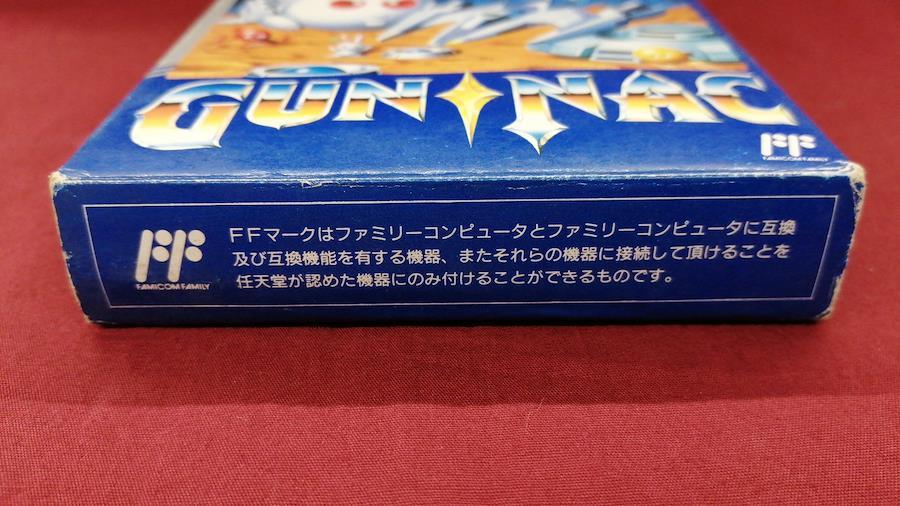 GUN NAC
FF
FAMICOM FAMILY
FF
FAMICOM FAMILY
FFマークはファミリーコンピュータとファミリーコンピュータに互換
及び互換機能を有する機器、またそれらの機器に接続して頂けることを
任天堂が認めた機器にのみ付けることができるものです。